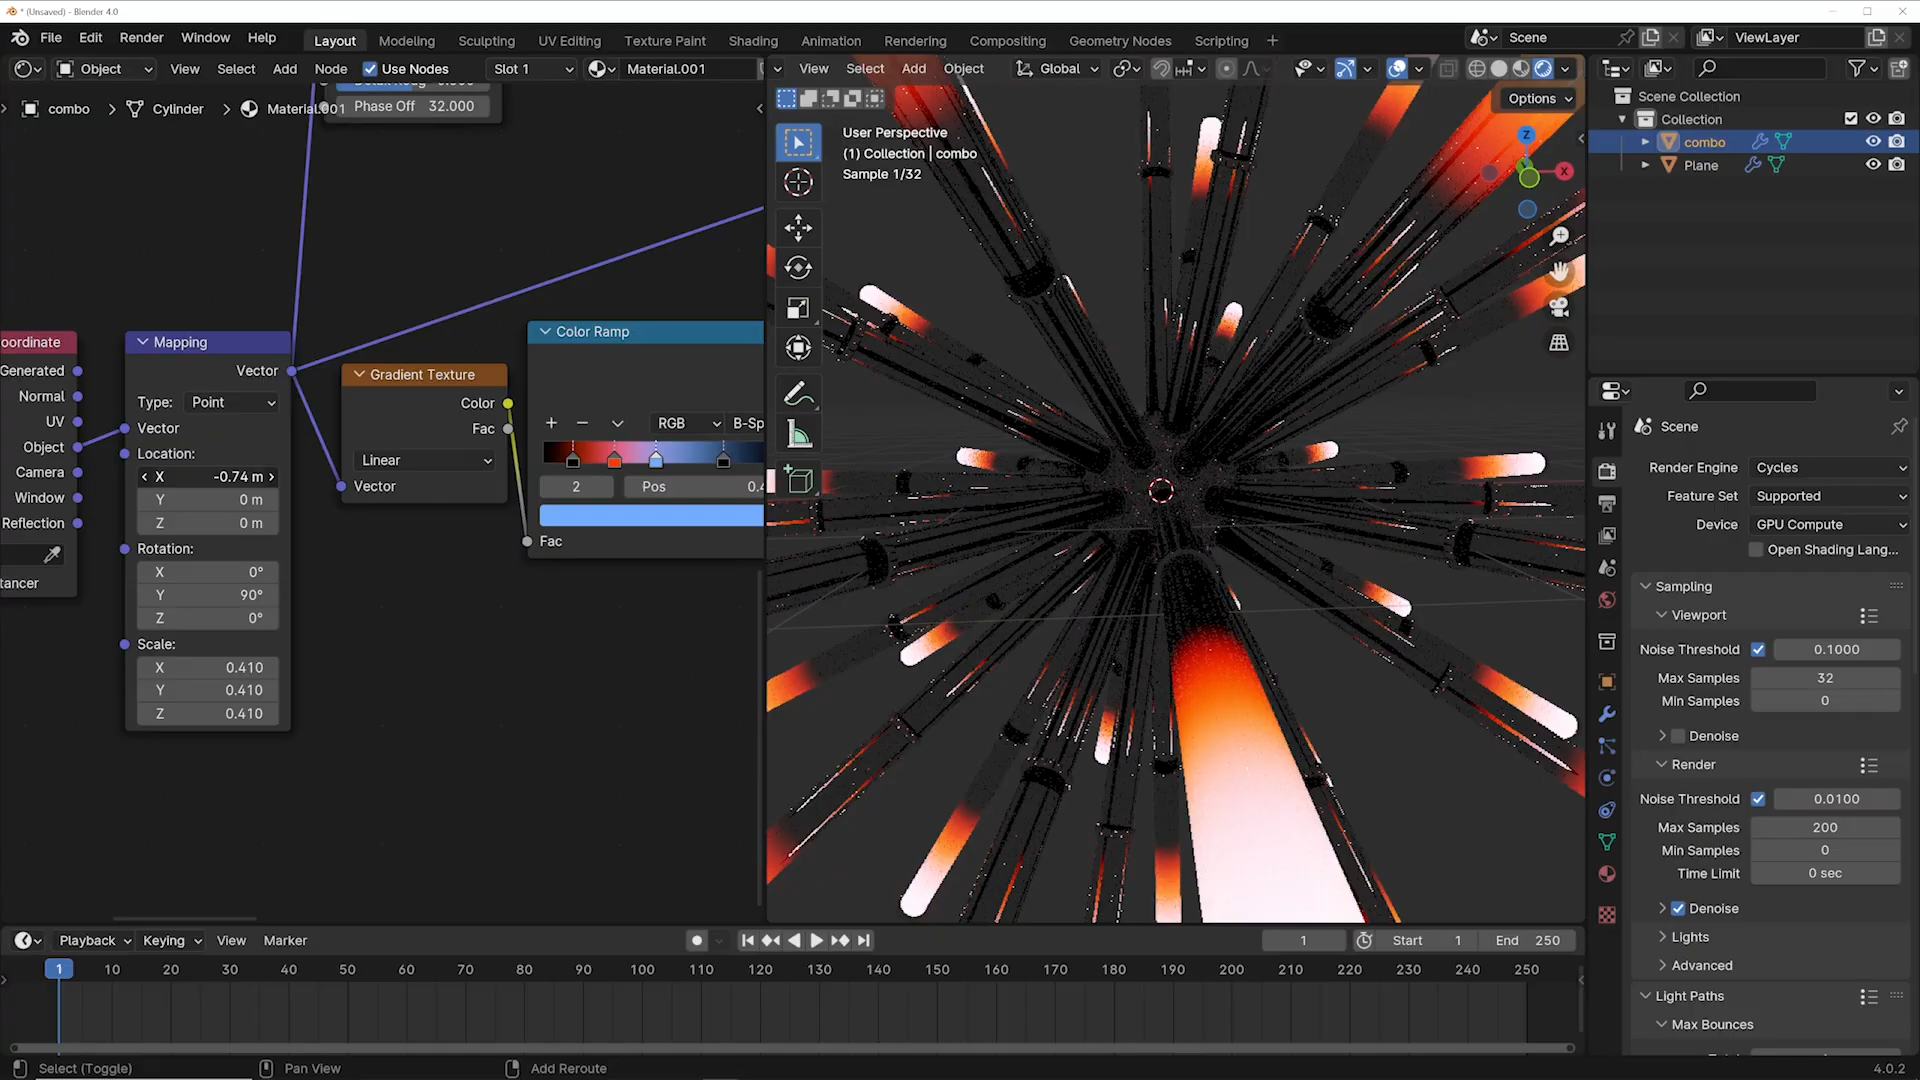 * (Unsaved) - Blender 4.0
File Edit Render Window Help
Layout Modeling Sculpting UV Editing Texture Paint Shading Animation Rendering Compositing Geometry Nodes Scripting +
Scene
ViewLayer
Object View Select Add Node Use Nodes Slot 1 Material.001
View Select Add Object Global
combo > Cylinder > Material.001
Phase Off 32.000
Options
User Perspective
(1) Collection | combo
Sample 1/32
Z
X
Scene Collection
Collection
combo
Plane
oordinate
Generated
Normal
UV
Object
Camera
Window
Reflection
tancer
Mapping
Vector
Type: Point
Vector
Location:
X -0.74 m
Y 0 m
Z 0 m
Rotation:
X 0°
Y 90°
Z 0°
Scale:
X 0.410
Y 0.410
Z 0.410
Gradient Texture
Color
Fac
Linear
Vector
Color Ramp
RGB B-Sp
2 Pos 0.4
Fac
Scene
Render Engine Cycles
Feature Set Supported
Device GPU Compute
Open Shading Lang...
Sampling
Viewport
Noise Threshold 0.1000
Max Samples 32
Min Samples 0
Denoise
Render
Noise Threshold 0.0100
Max Samples 200
Min Samples 0
Time Limit 0 sec
Denoise
Lights
Advanced
Light Paths
Max Bounces
Playback Keying View Marker
1 Start 1 End 250
1 10 20 30 40 50 60 70 80 90 100 110 120 130 140 150 160 170 180 190 200 210 220 230 240 250
Select (Toggle) Pan View Add Reroute 4.0.2